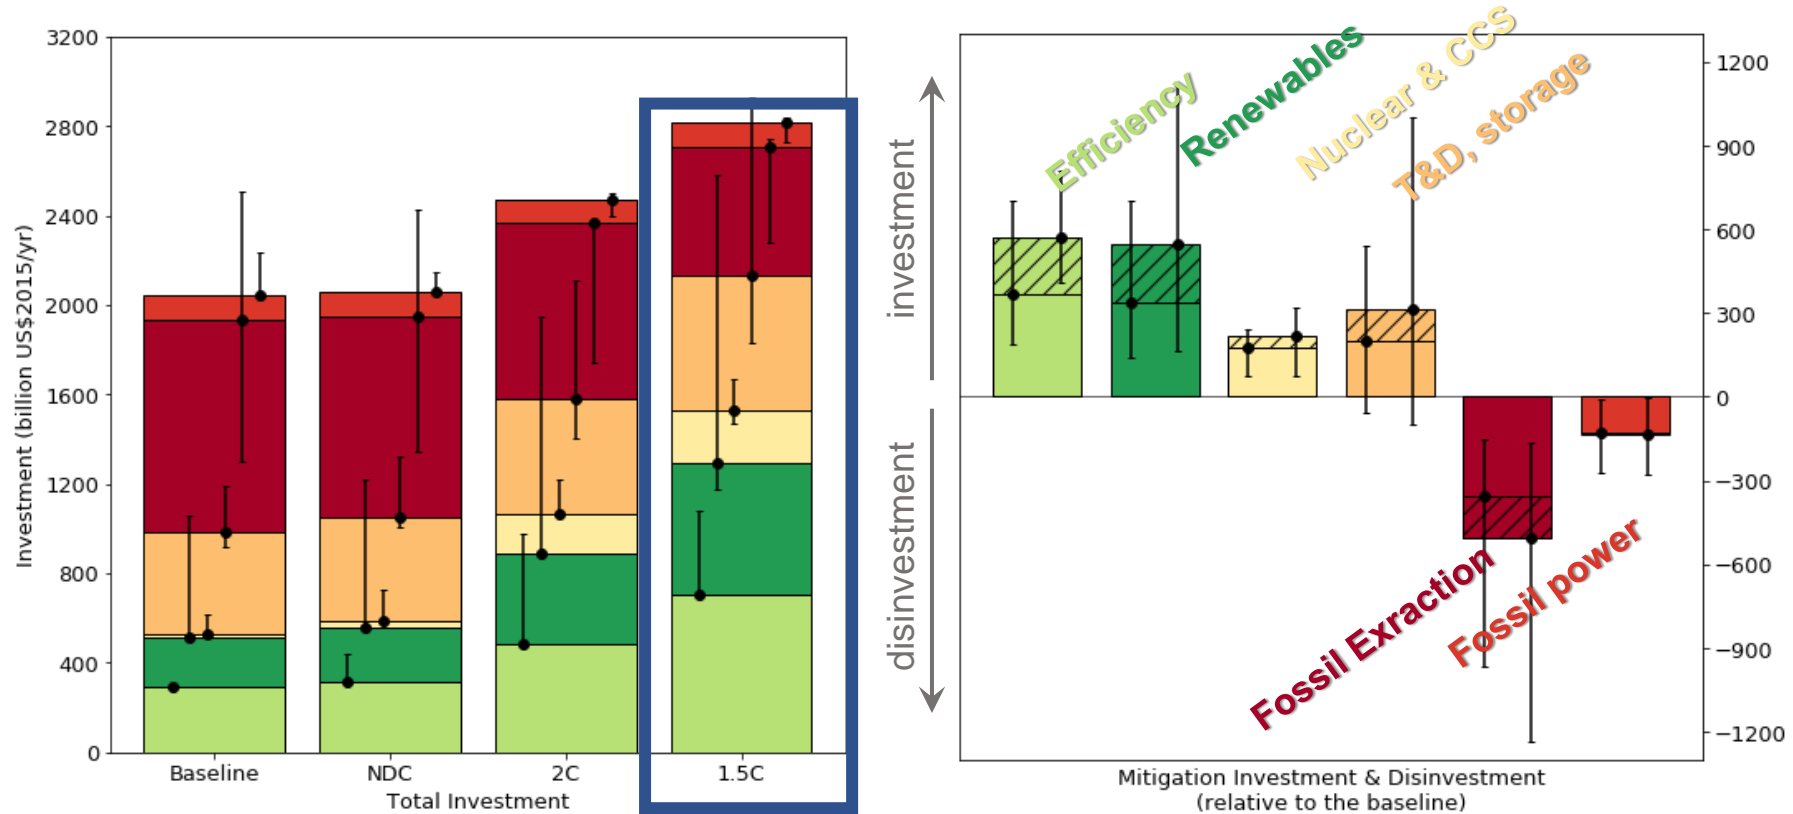 Investment (billion US$2015/yr)
3200
2800
2400
2000
1600
1200
800
400
0
Baseline
NDC
2C
1.5C
Total Investment
investment
disinvestment
Efficiency
Renewables
Nuclear & CCS
T&D, storage
Fossil Exraction
Fossil power
1200
900
600
300
0
−300
−600
−900
−1200
Mitigation Investment & Disinvestment
(relative to the baseline)